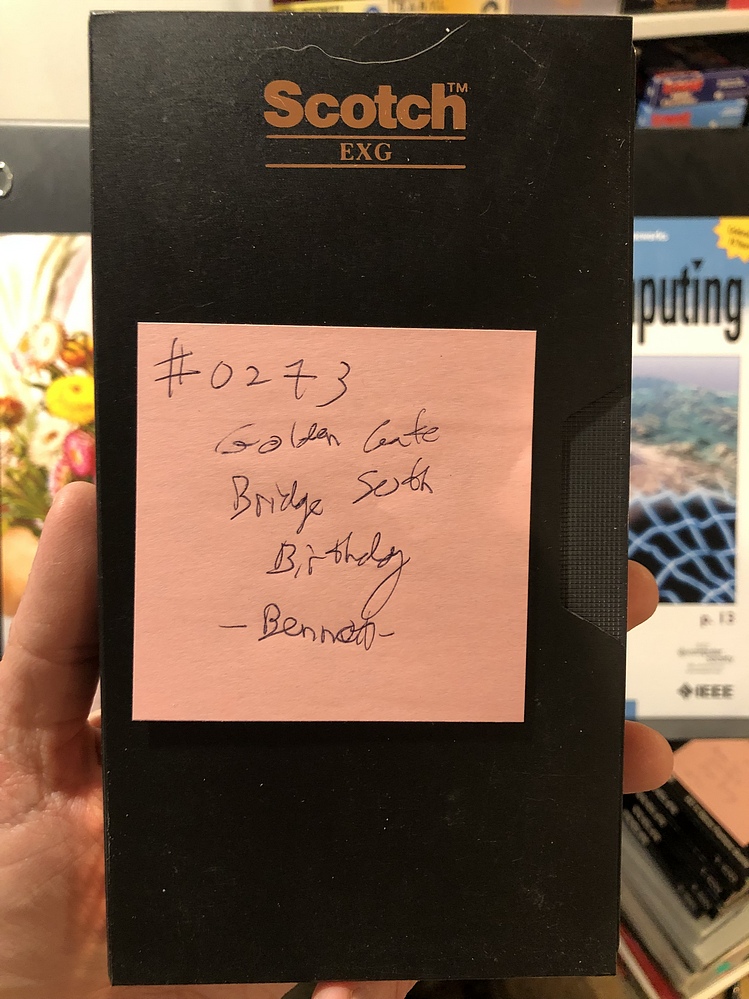 Scotch™
EXG
#0273
Golden Gate
Bridge 50th
Birthday
- Bennett -
puting
p. 13
IEEE